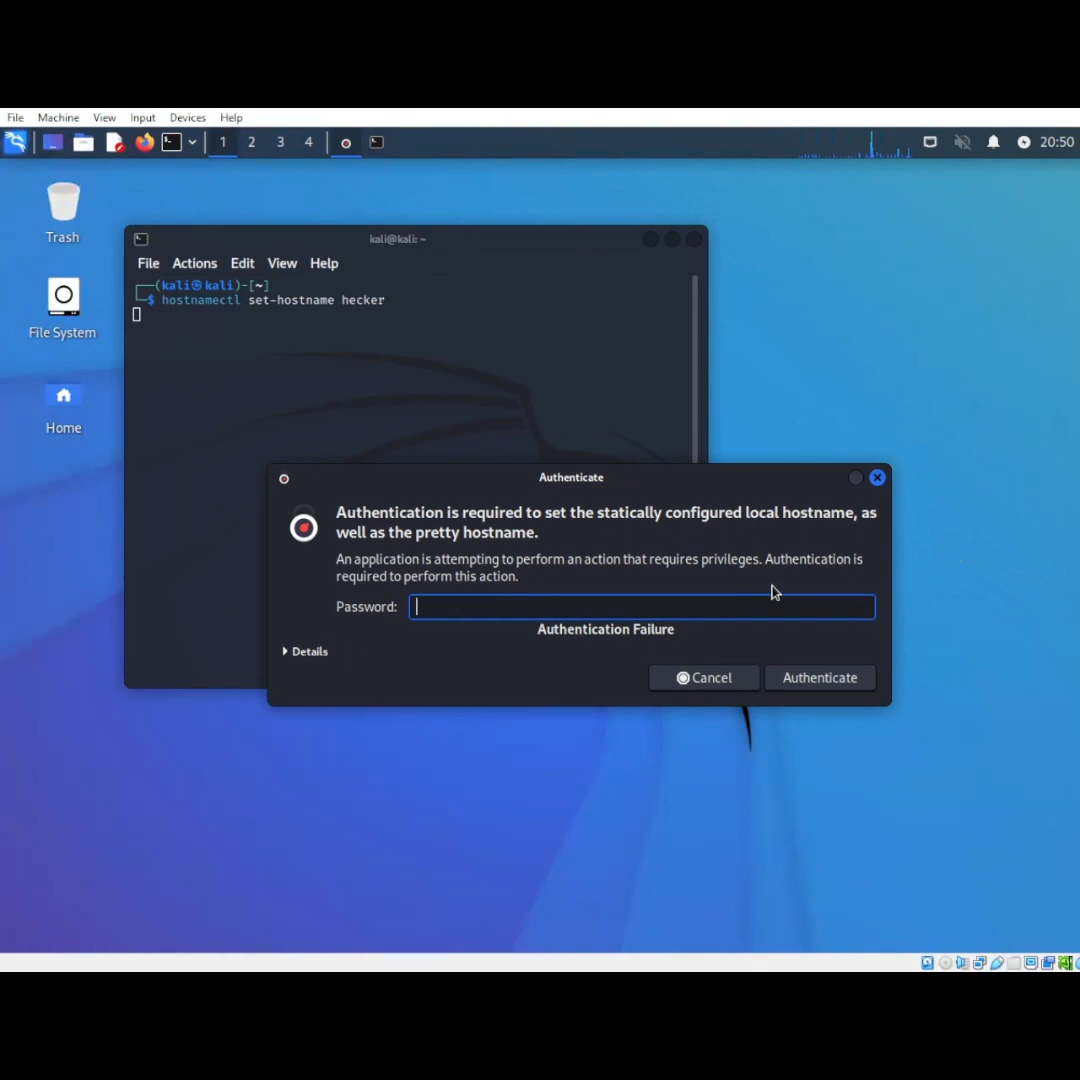 File Machine View Input Devices Help
1 2 3 4 20:50
Trash
File System
Home
kali@kali: ~
File Actions Edit View Help
┌──(kali㉿kali)-[~]
└─$ hostnamectl set-hostname hecker
Authenticate
Authentication is required to set the statically configured local hostname, as
well as the pretty hostname.
An application is attempting to perform an action that requires privileges. Authentication is
required to perform this action.
Password:
Authentication Failure
Details
Cancel Authenticate